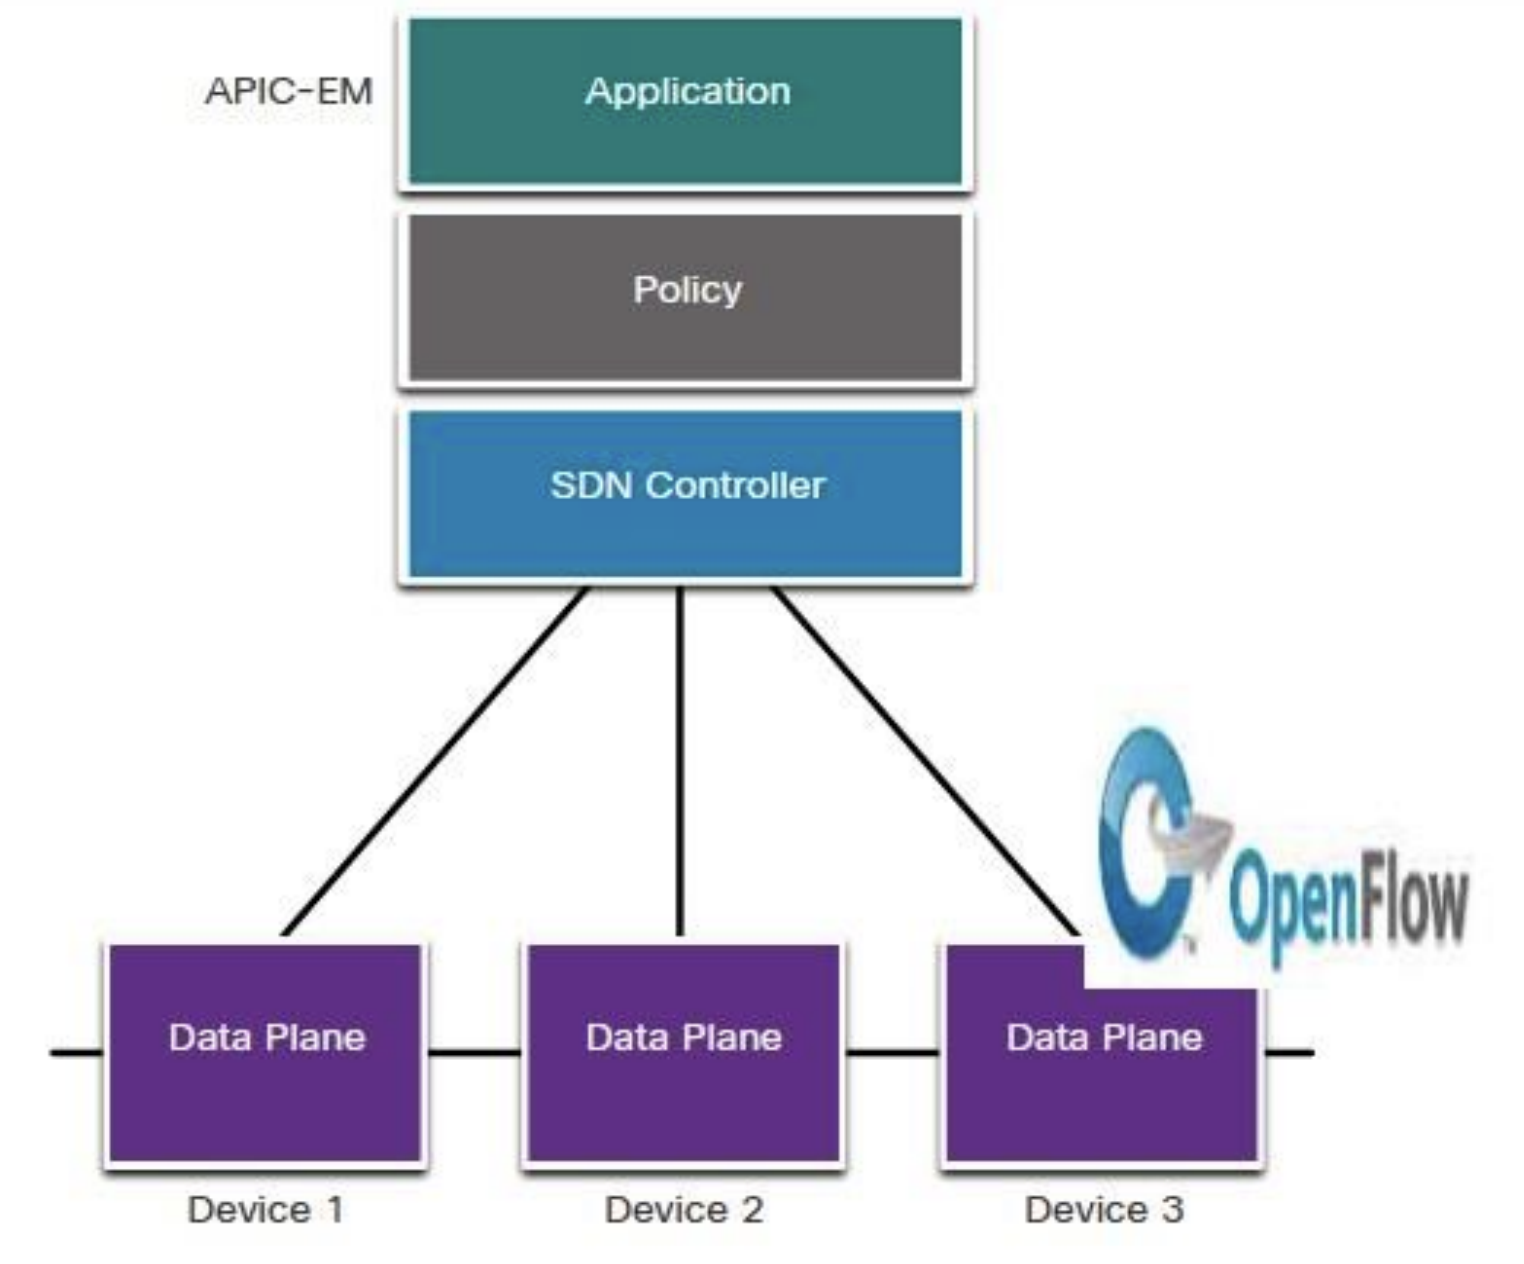 APIC-EM
Application
Policy
SDN Controller
TM
OpenFlow
Data Plane
Data Plane
Data Plane
Device 1
Device 2
Device 3